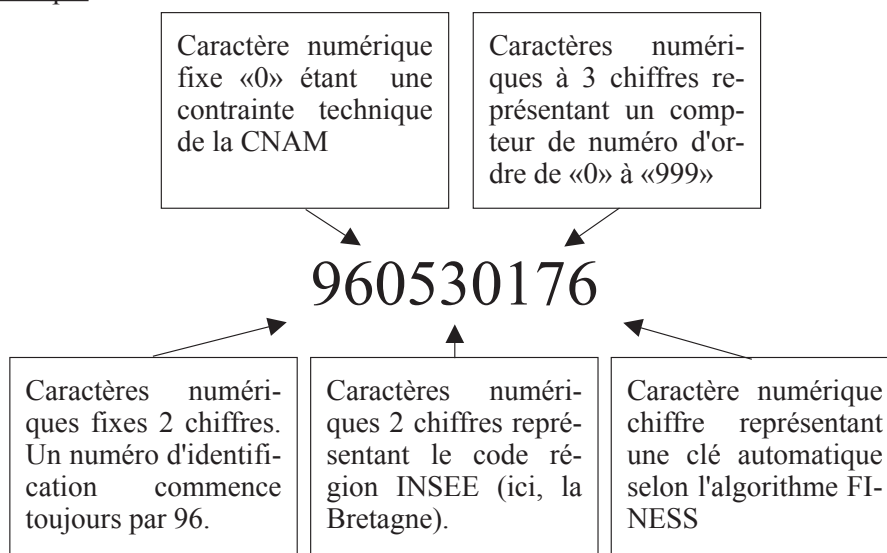 Caractère numérique
fixe «0» étant une
contrainte technique
de la CNAM
Caractères numéri-
ques à 3 chiffres re-
présentant un comp-
teur de numéro d'or-
dre de «0» à «999»
960530176
Caractères numéri-
ques fixes 2 chiffres.
Un numéro d'identifi-
cation commence
toujours par 96.
Caractères numéri-
ques 2 chiffres repré-
sentant le code ré-
gion INSEE (ici, la
Bretagne).
Caractère numérique
chiffre représentant
une clé automatique
selon l'algorithme FI-
NESS